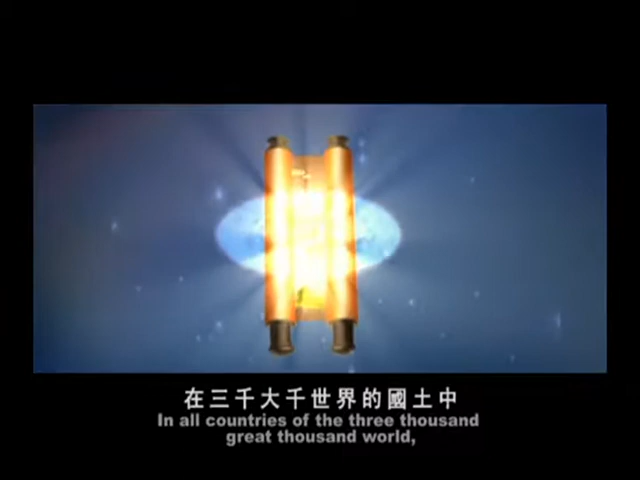 在三千大千世界的國土中
In all countries of the three thousand
great thousand world,